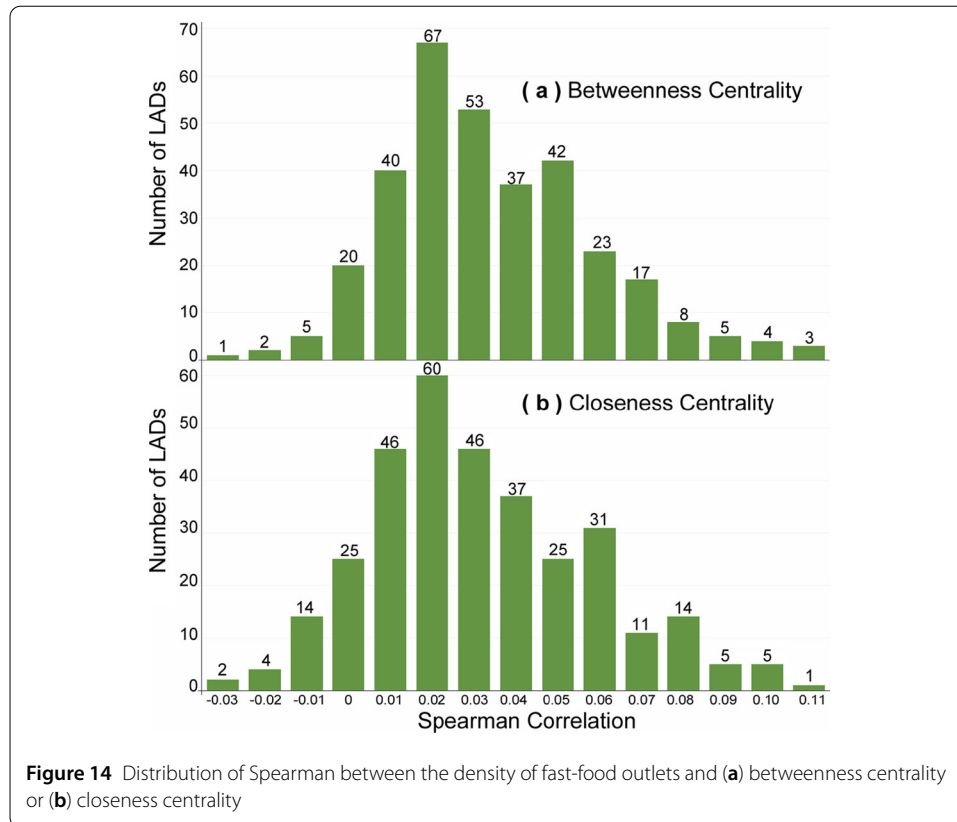 70
60
50
40
30
20
10
0
Number of LADs
( a ) Betweenness Centrality
1 2 5 20 40 67 53 37 42 23 17 8 5 4 3
60
50
40
30
20
10
0
Number of LADs
( b ) Closeness Centrality
2 4 14 25 46 60 46 37 25 31 11 14 5 5 1
-0.03 -0.02 -0.01 0 0.01 0.02 0.03 0.04 0.05 0.06 0.07 0.08 0.09 0.10 0.11
Spearman Correlation
Figure 14 Distribution of Spearman between the density of fast-food outlets and (a) betweenness centrality
or (b) closeness centrality